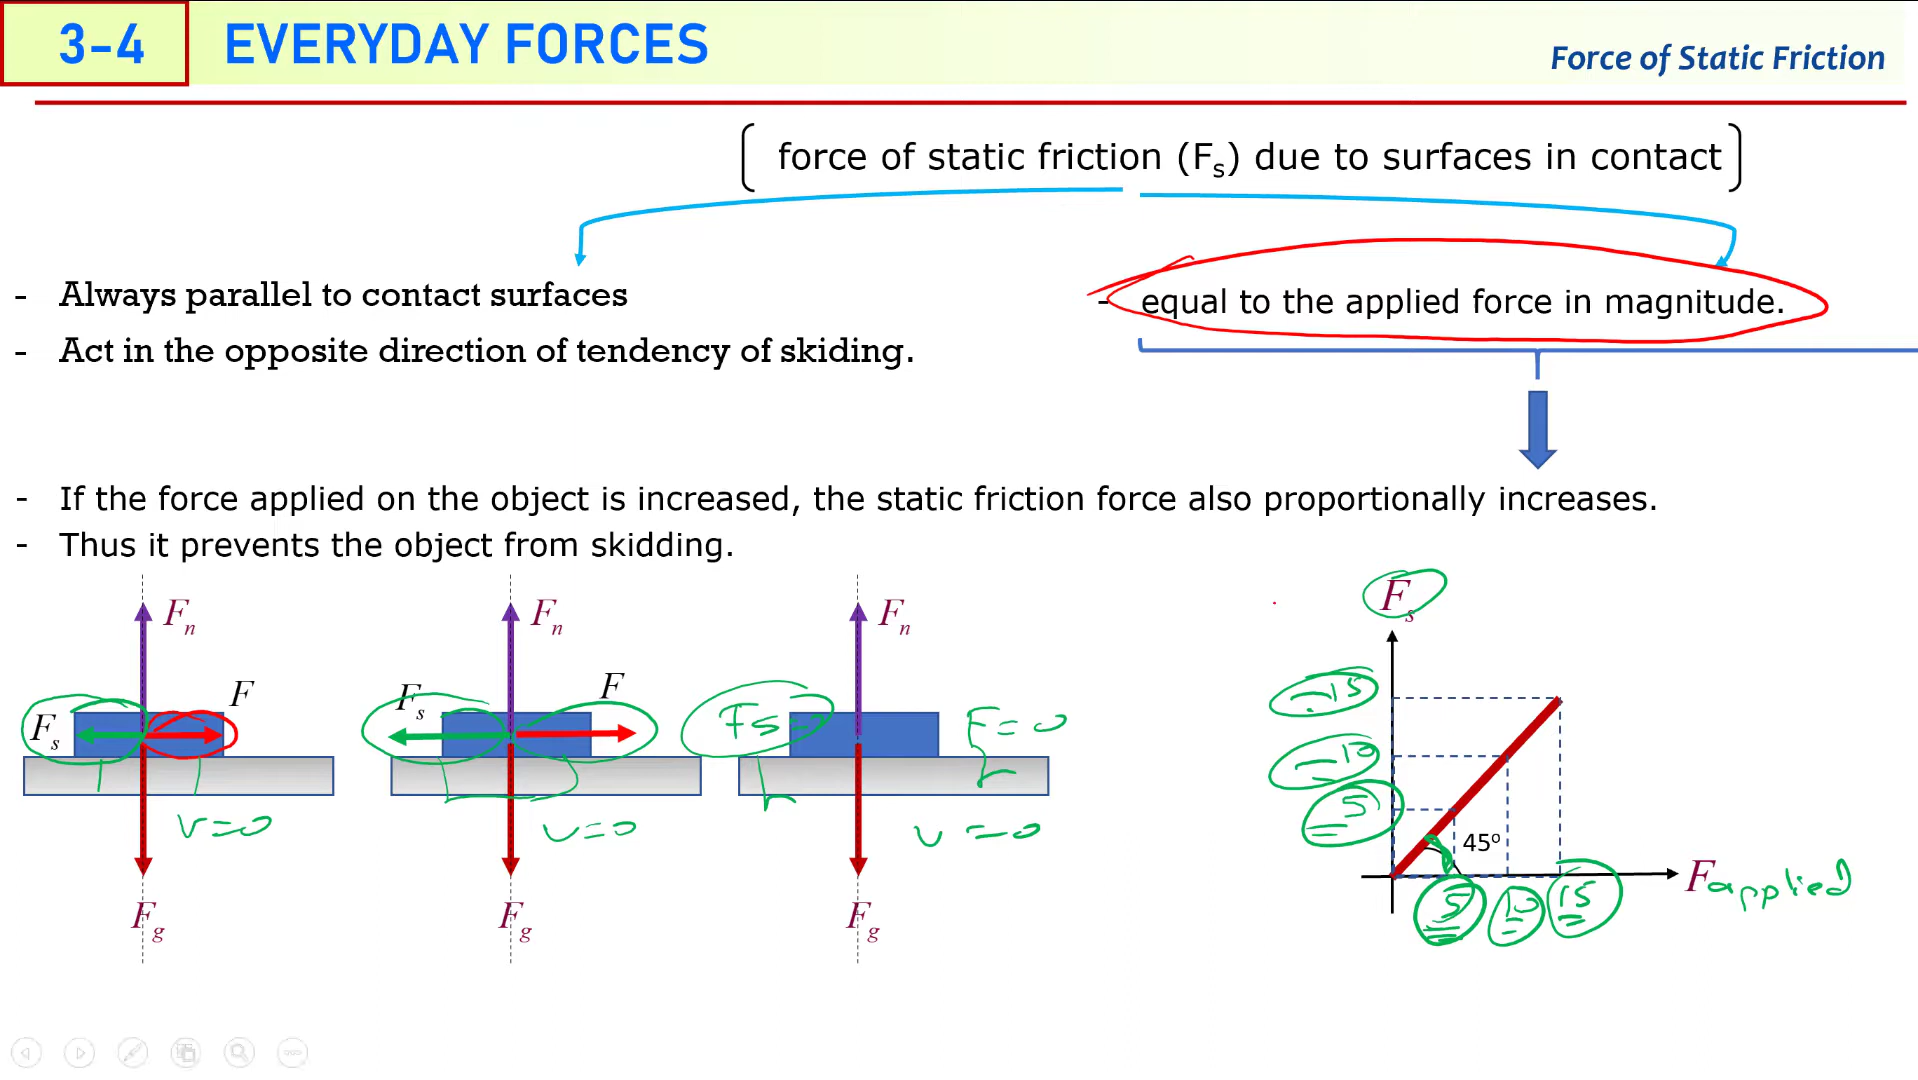 3-4 EVERYDAY FORCES
Force of Static Friction
force of static friction (Fs) due to surfaces in contact
- Always parallel to contact surfaces
- Act in the opposite direction of tendency of skiding.
- equal to the applied force in magnitude.
- If the force applied on the object is increased, the static friction force also proportionally increases.
- Thus it prevents the object from skidding.
Fn
Fs
F
v=0
Fg
Fn
Fs
F
v=0
Fg
Fn
Fs=0
F=0
v=0
Fg
Fs
15
10
5
45°
5 10 15
Fapplied